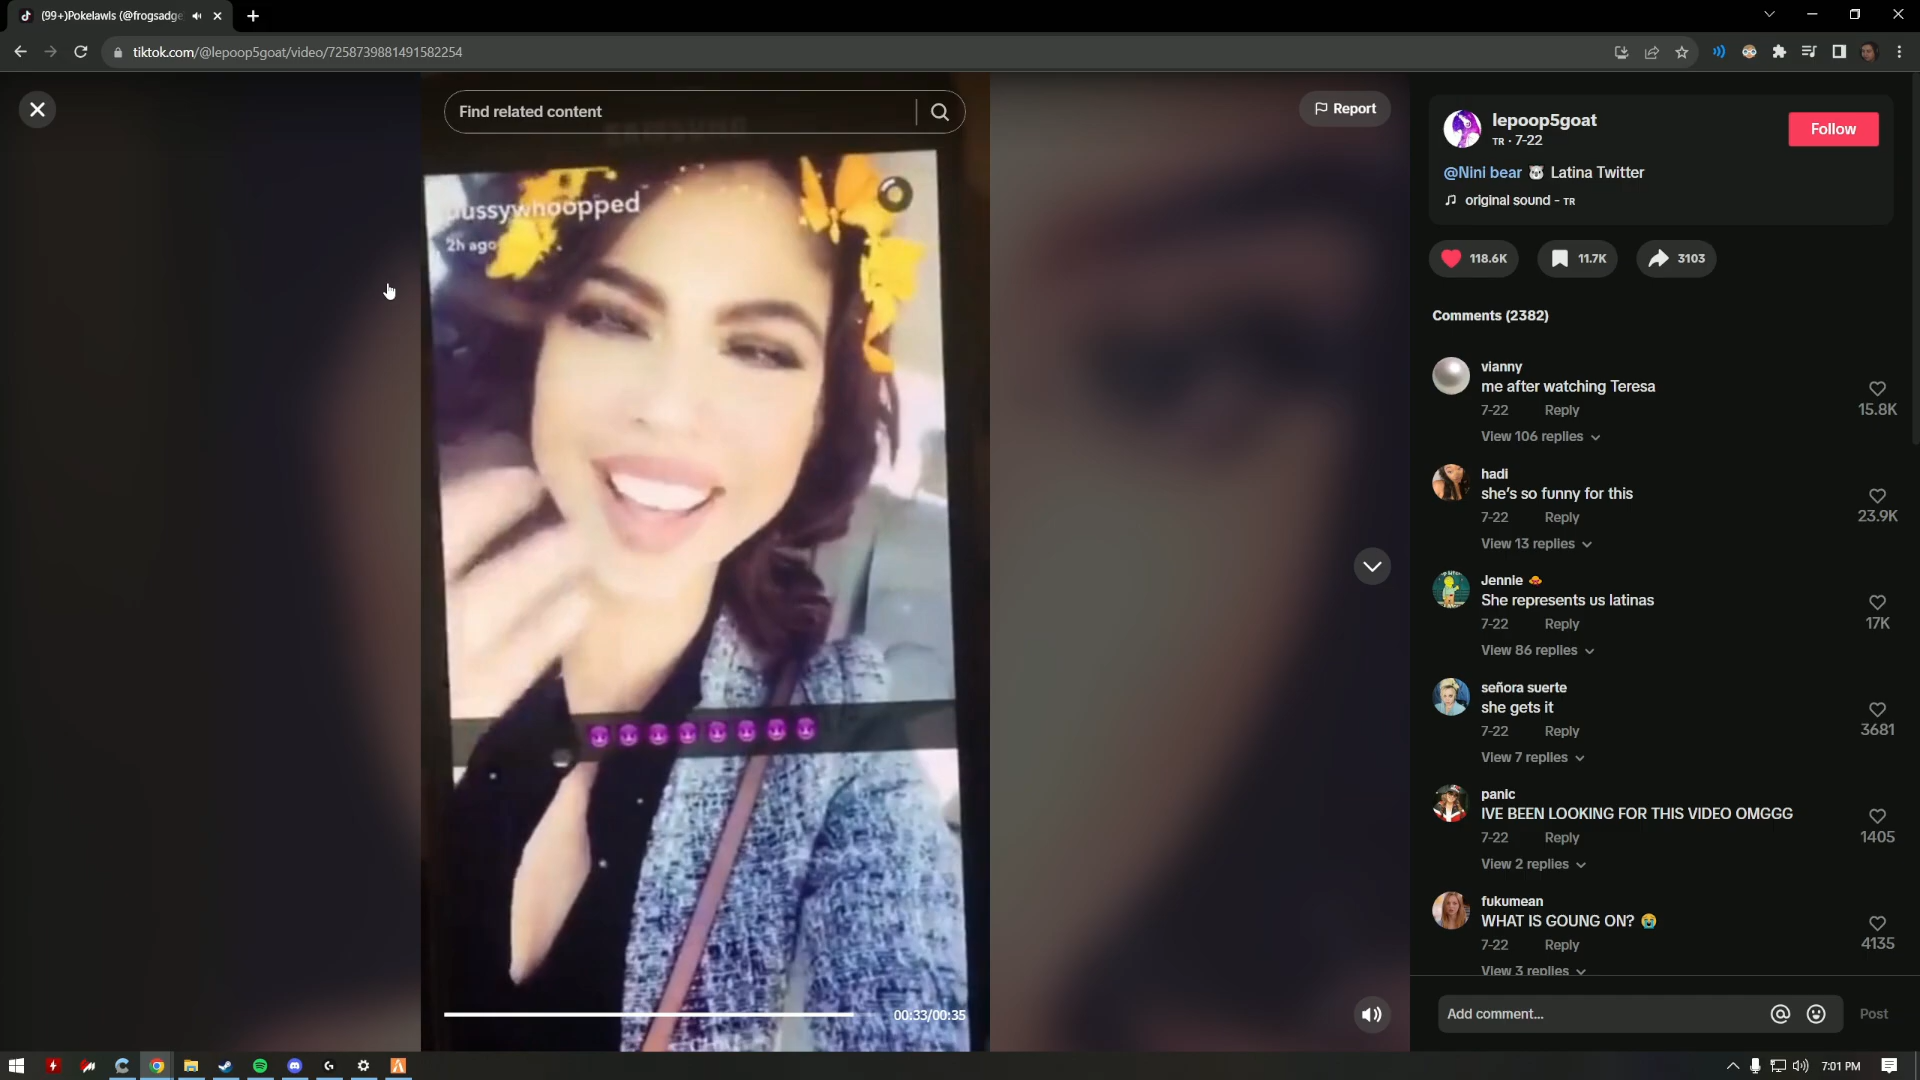 (99+)Pokelawls (@frogsadge
tiktok.com/@lepoop5goat/video/7258739881491582254
Find related content
Report
ussywhoopped
2h ago
00:33/00:35
lepoop5goat
TR · 7-22
Follow
@Nini bear 🐻‍❄️ Latina Twitter
♫ original sound - TR
118.6K
11.7K
3103
Comments (2382)
vianny
me after watching Teresa
7-22 Reply
15.8K
View 106 replies
hadi
she's so funny for this
7-22 Reply
23.9K
View 13 replies
Jennie
She represents us latinas
7-22 Reply
17K
View 86 replies
señora suerte
she gets it
7-22 Reply
3681
View 7 replies
panic
IVE BEEN LOOKING FOR THIS VIDEO OMGGG
7-22 Reply
1405
View 2 replies
fukumean
WHAT IS GOUNG ON? 😭
7-22 Reply
4135
View 3 replies
Add comment...
Post
7:01 PM